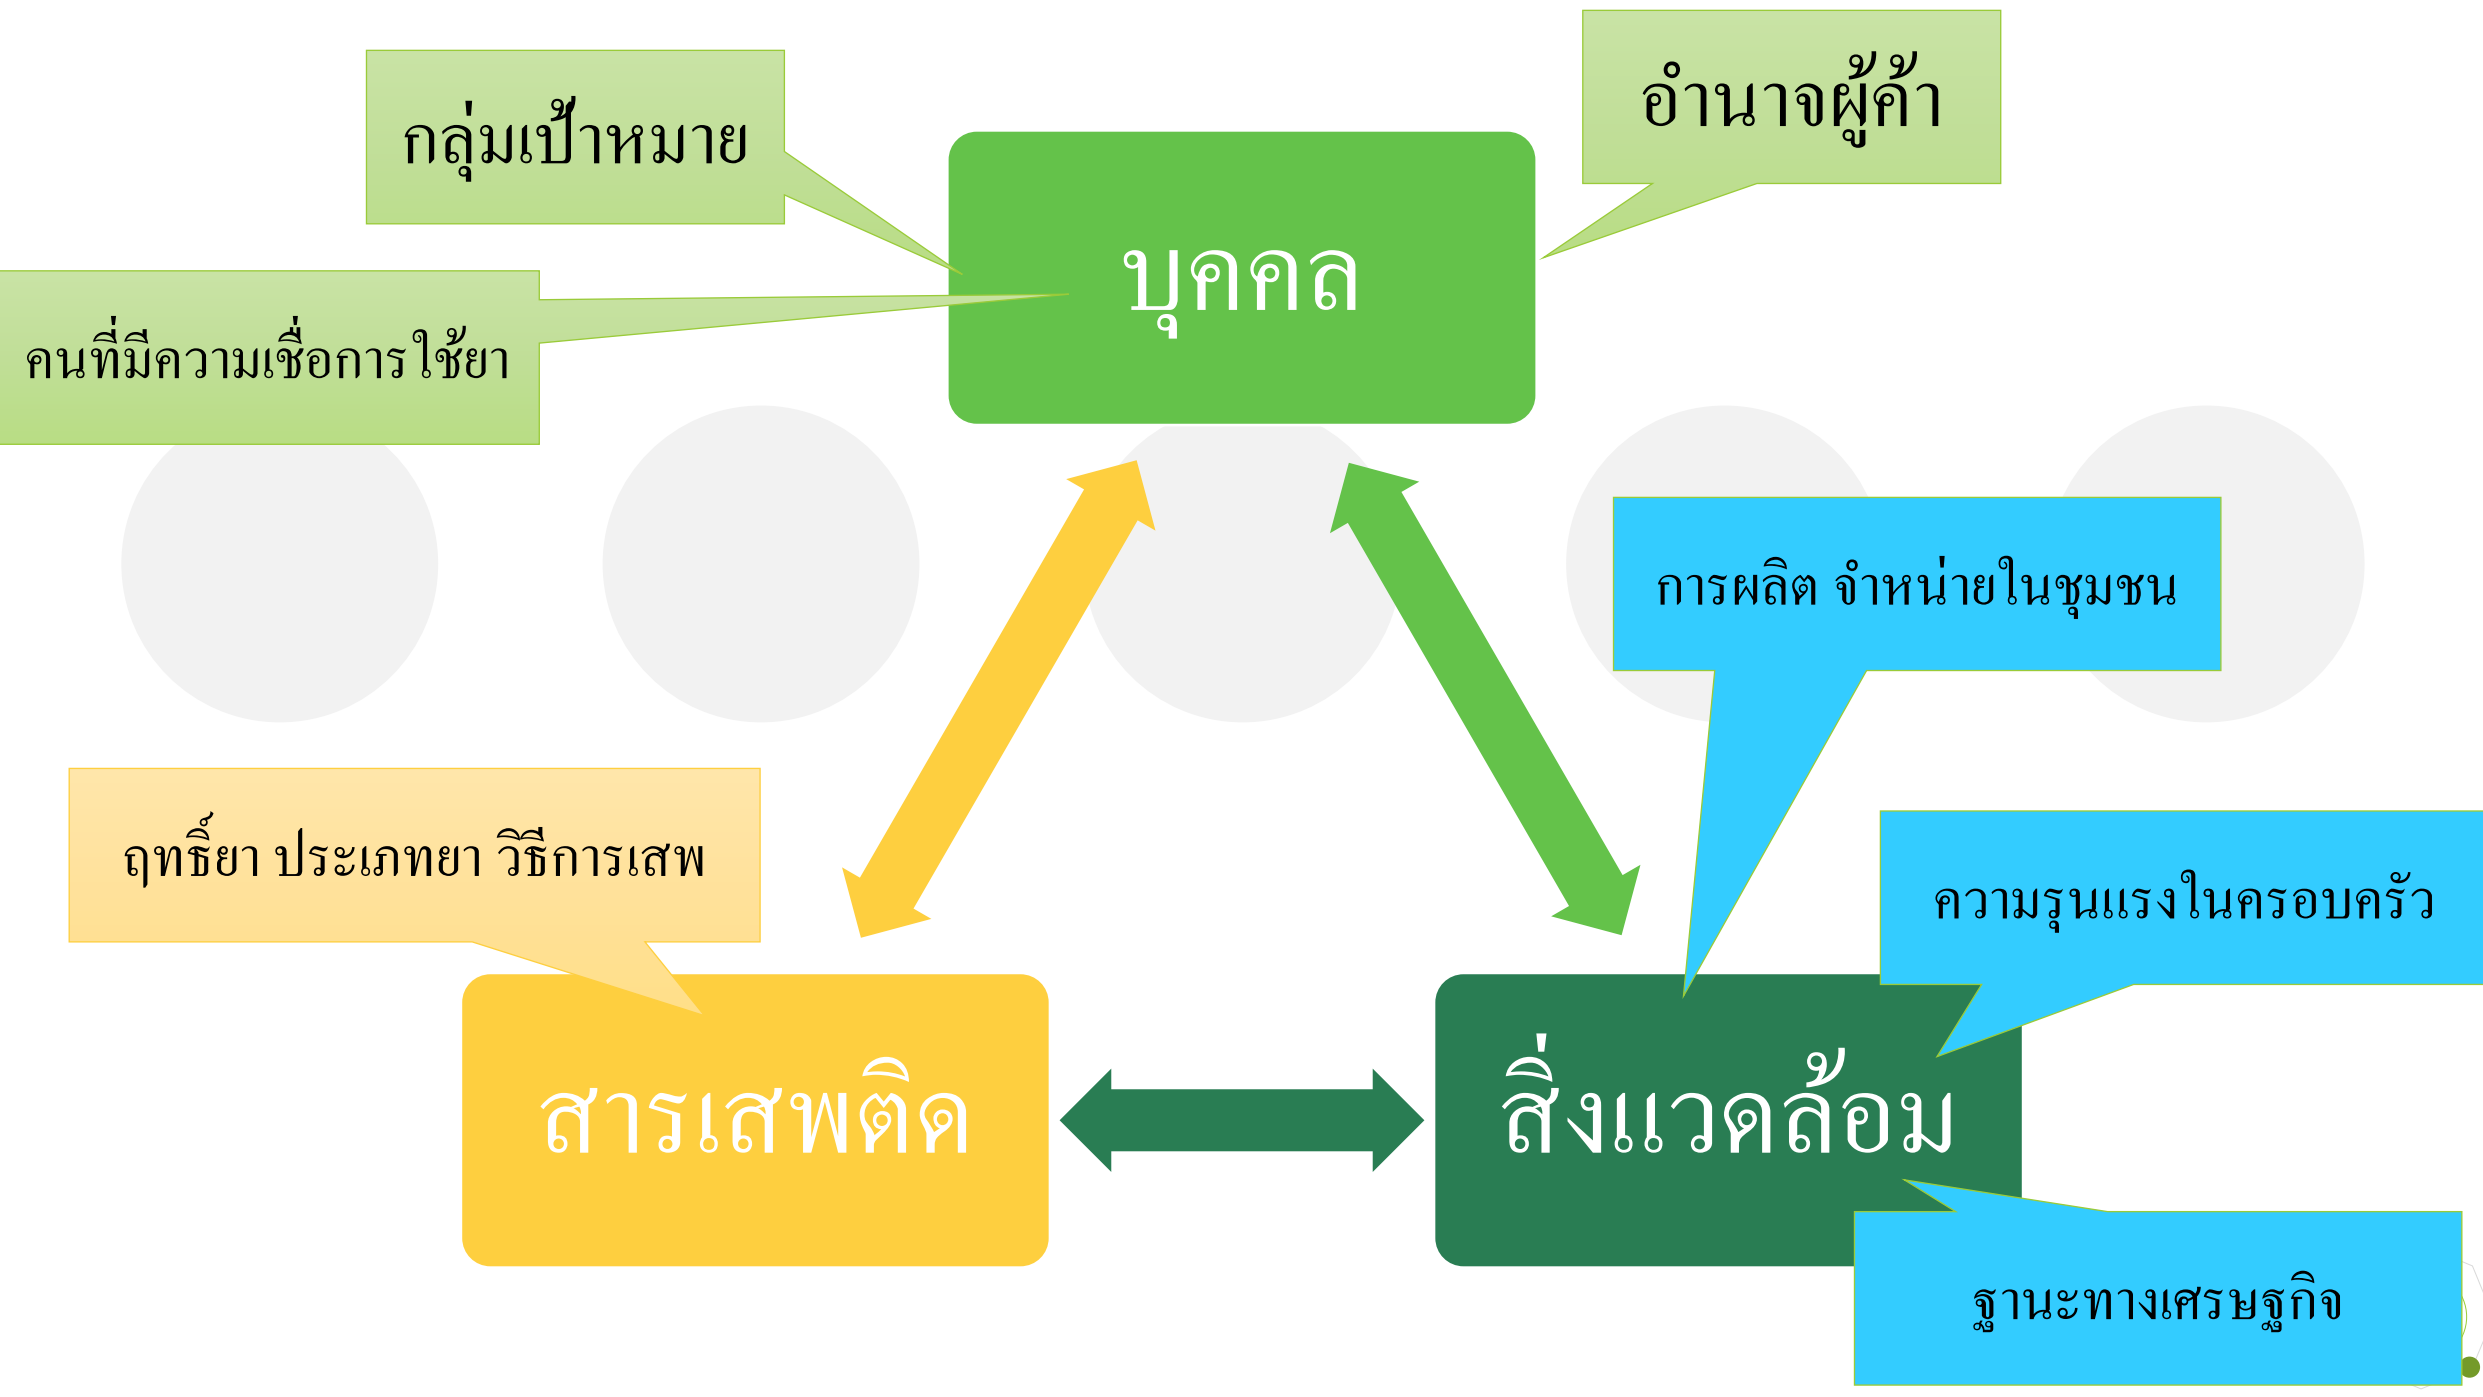 อำนาจผู้ค้า
กลุ่มเป้าหมาย
บุคคล
คนที่มีความเชื่อการใช้ยา
การผลิต จำหน่ายในชุมชน
ฤทธิ์ยา ประเภทยา วิธีการเสพ
ความรุนแรงในครอบครัว
สารเสพติด
สิ่งแวดล้อม
ฐานะทางเศรษฐกิจ